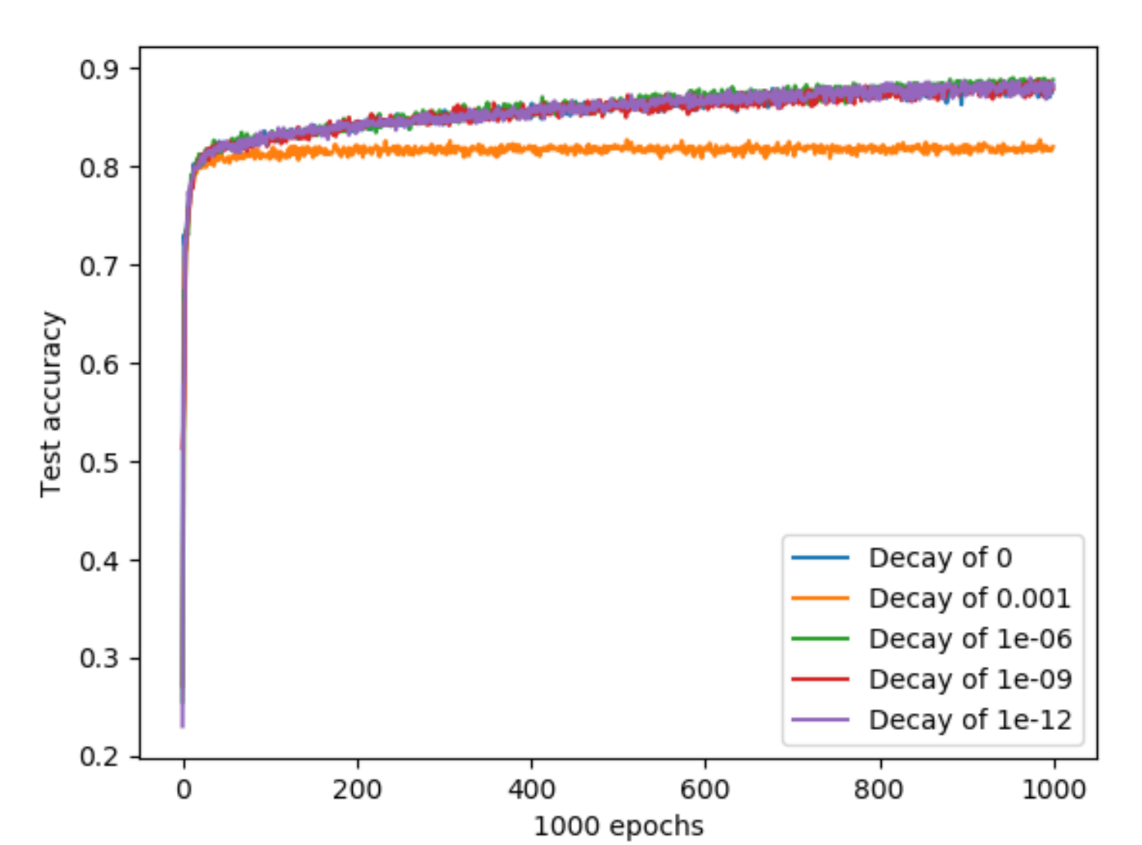 0.9
0.8
0.7
0.6
0.5
0.4
0.3
0.2
Test accuracy
Decay of 0
Decay of 0.001
Decay of 1e-06
Decay of 1e-09
Decay of 1e-12
0 200 400 600 800 1000
1000 epochs